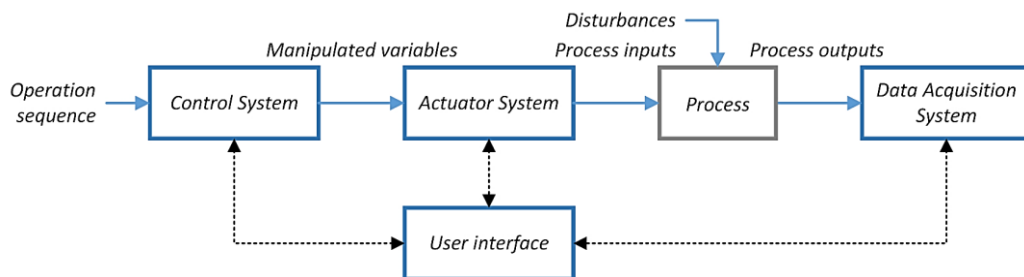 Disturbances
Manipulated variables
Process inputs
Process outputs
Operation
sequence
Control System
Actuator System
Process
Data Acquisition
System
User interface